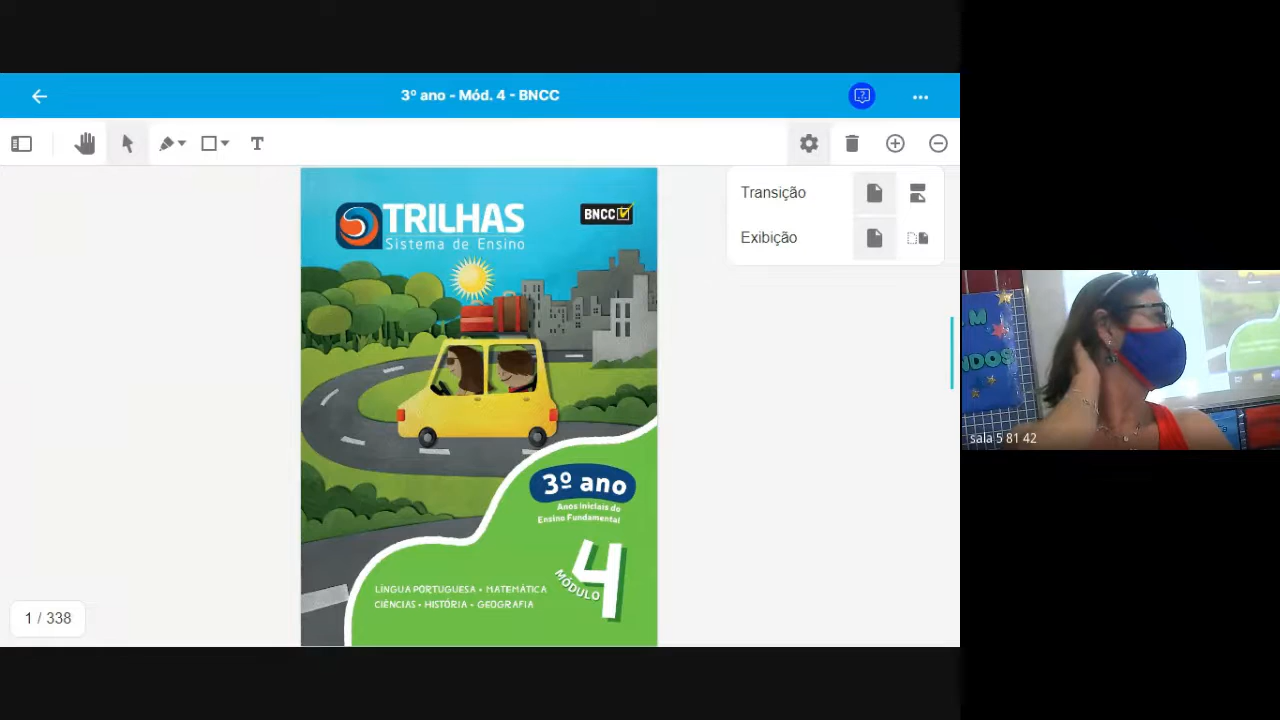 3º ano - Mód. 4 - BNCC
T
Transição
Exibição
TRILHAS
Sistema de Ensino
BNCC
3º ano
Anos Iniciais do
Ensino Fundamental
MÓDULO
4
LÍNGUA PORTUGUESA • MATEMÁTICA
CIÊNCIAS • HISTÓRIA • GEOGRAFIA
1 / 338
M
NDOS
sala 5 81 42